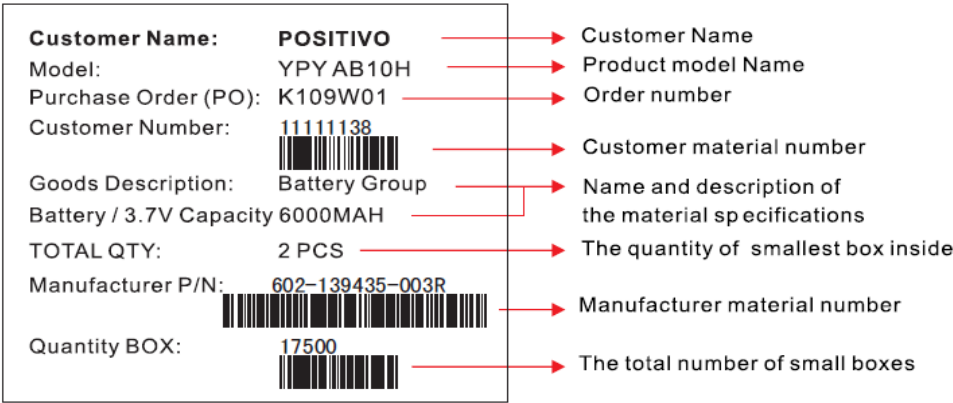 Customer Name: POSITIVO Customer Name
Model: YPY AB10H Product model Name
Purchase Order (PO): K109W01 Order number
Customer Number: 11111138
Customer material number
Goods Description: Battery Group Name and description of
Battery / 3.7V Capacity 6000MAH the material sp ecifications
TOTAL QTY: 2 PCS The quantity of smallest box inside
Manufacturer P/N: 602-139435-003R
Manufacturer material number
Quantity BOX: 17500
The total number of small boxes